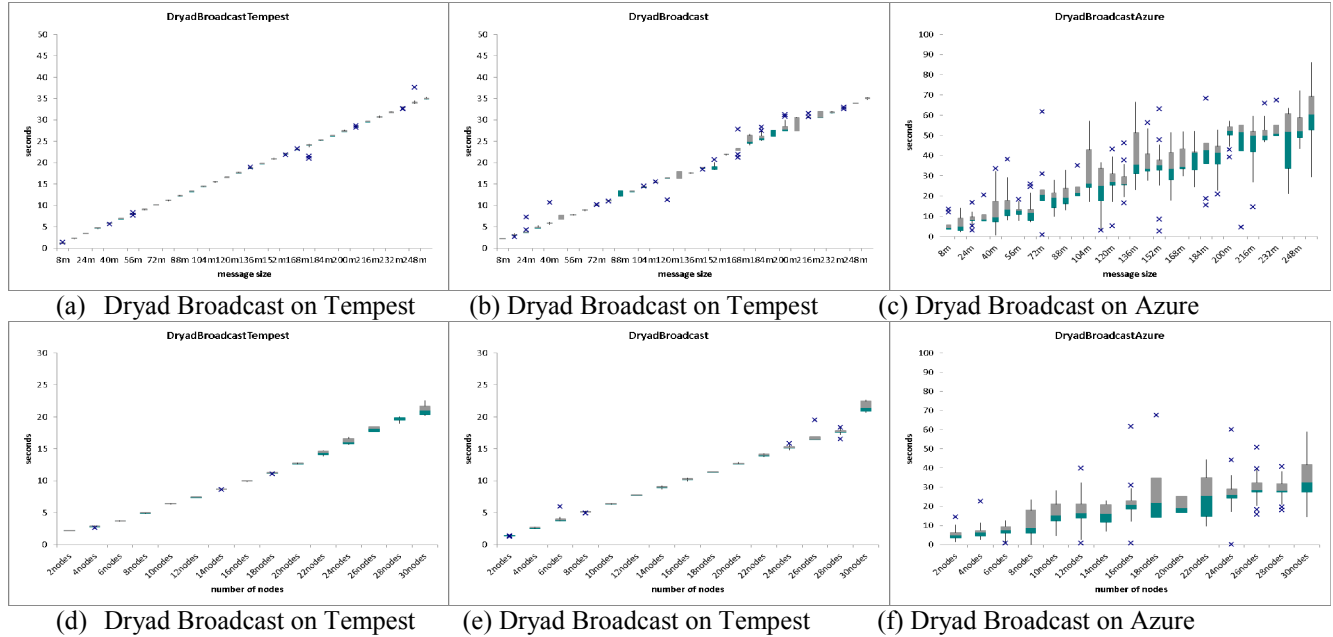 DryadBroadcastTempest
50
45
40
35
30
25
20
15
10
5
0
seconds
8m 24m 40m 56m 72m 88m 104m 120m 136m 152m 168m 184m 200m 216m 232m 248m
message size
DryadBroadcast
50
45
40
35
30
25
20
15
10
5
0
seconds
8m 24m 40m 56m 72m 88m 104m 120m 136m 152m 168m 184m 200m 216m 232m 248m
message size
DryadBroadcastAzure
100
90
80
70
60
50
40
30
20
10
0
seconds
8m 24m 40m 56m 72m 88m 104m 120m 136m 152m 168m 184m 200m 216m 232m 248m
message size
(a) Dryad Broadcast on Tempest
(b) Dryad Broadcast on Tempest
(c) Dryad Broadcast on Azure
DryadBroadcastTempest
30
25
20
15
10
5
0
seconds
2nodes 4nodes 6nodes 8nodes 10nodes 12nodes 14nodes 16nodes 18nodes 20nodes 22nodes 24nodes 26nodes 28nodes 30nodes
number of nodes
DryadBroadcast
30
25
20
15
10
5
0
seconds
2nodes 4nodes 6nodes 8nodes 10nodes 12nodes 14nodes 16nodes 18nodes 20nodes 22nodes 24nodes 26nodes 28nodes 30nodes
number of nodes
DryadBroadcastAzure
100
90
80
70
60
50
40
30
20
10
0
seconds
2nodes 4nodes 6nodes 8nodes 10nodes 12nodes 14nodes 16nodes 18nodes 20nodes 22nodes 24nodes 26nodes 28nodes 30nodes
number of nodes
(d) Dryad Broadcast on Tempest
(e) Dryad Broadcast on Tempest
(f) Dryad Broadcast on Azure